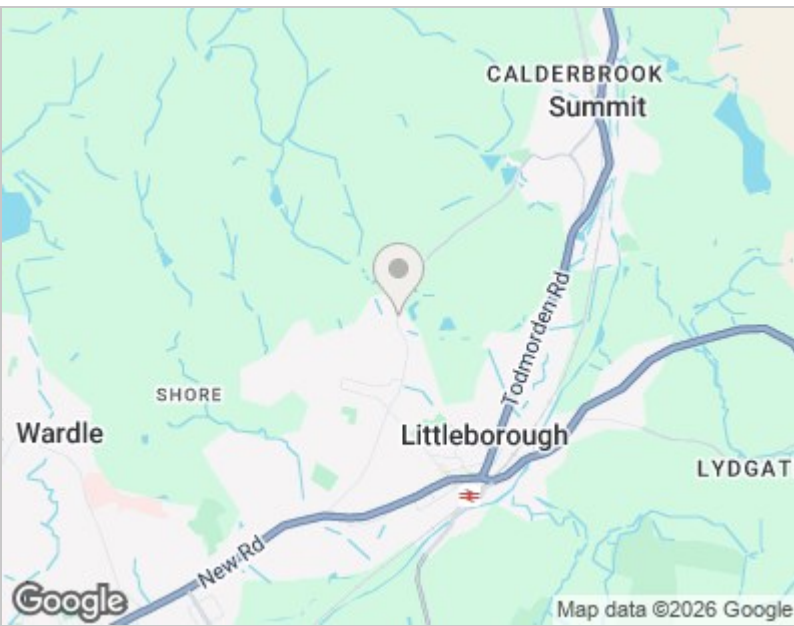 CALDERBROOK
Summit
Todmorden Rd
SHORE
Wardle
Littleborough
LYDGAT
New Rd
Google
Map data ©2026 Google